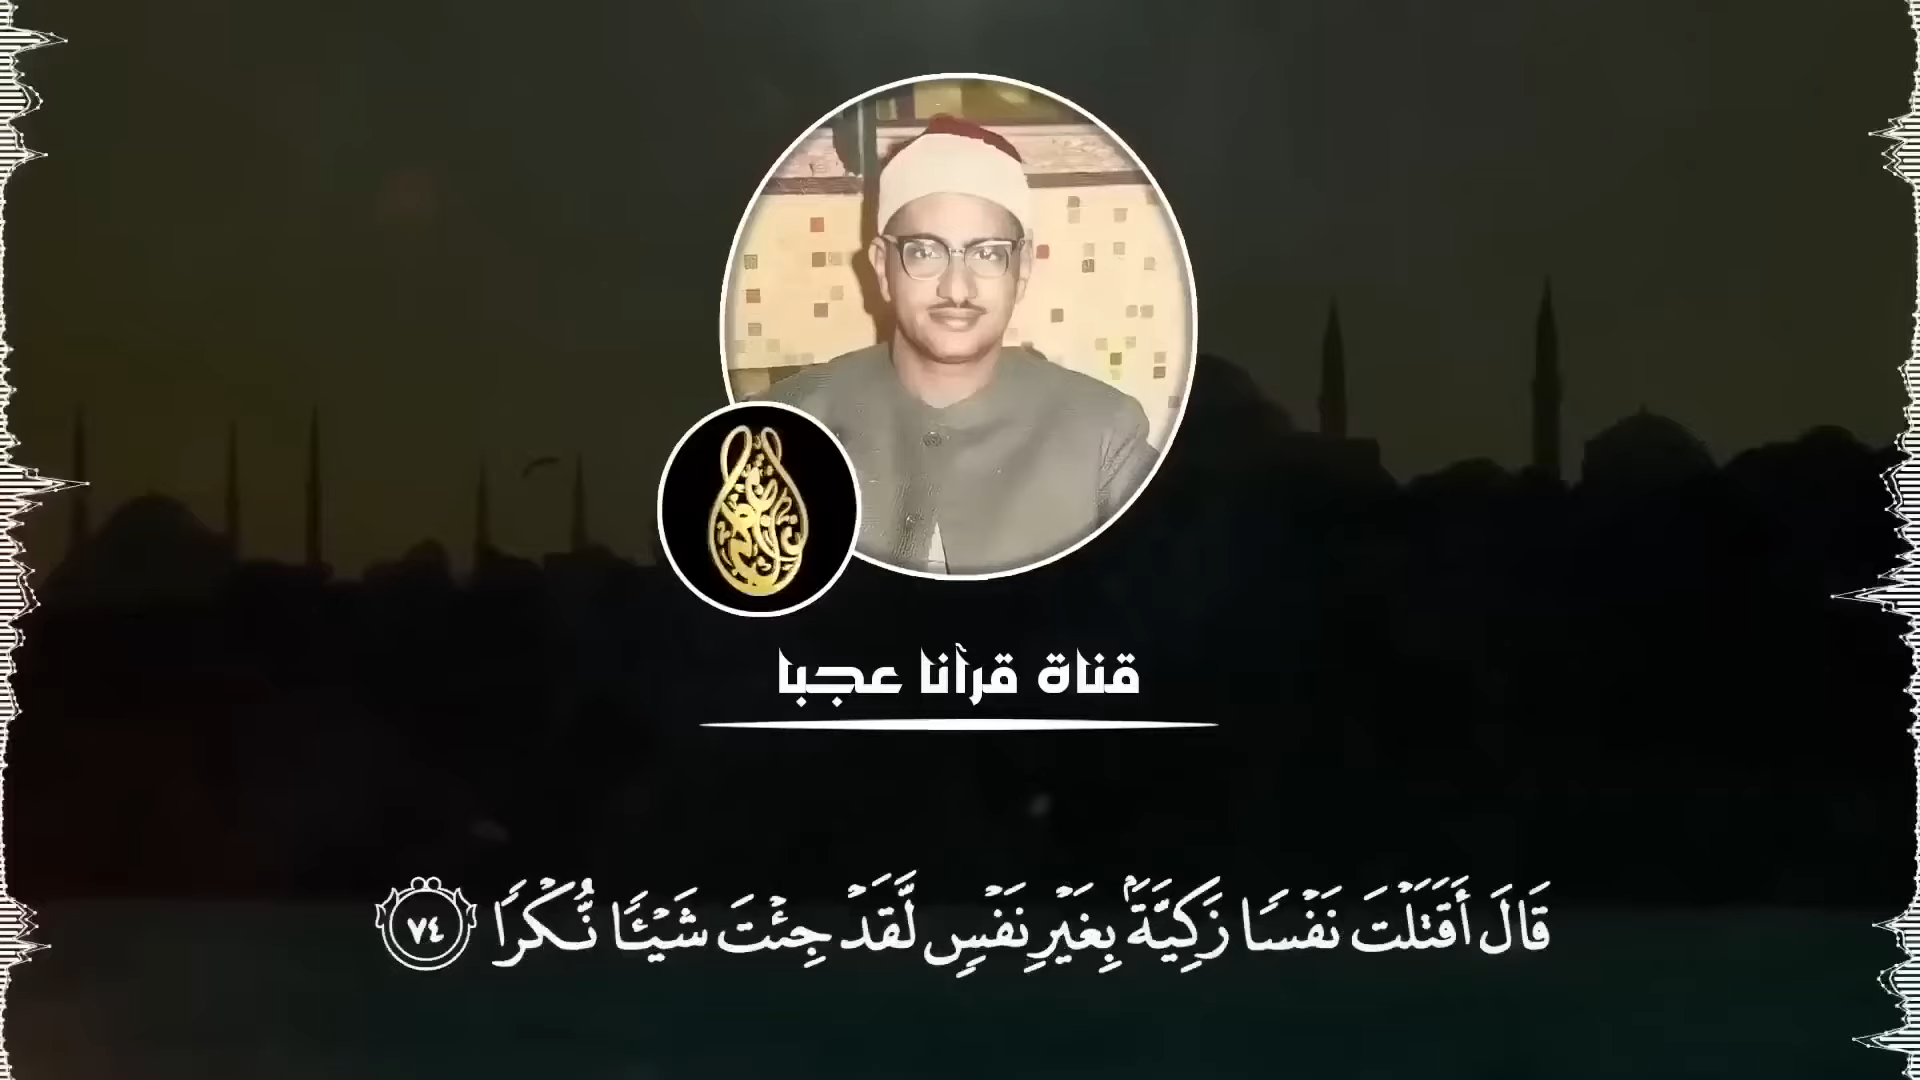 قناة قرآنا عجبا
قَالَ أَقَتَلۡتَ نَفۡسٗا زَكِيَّةَۢ بِغَيۡرِ نَفۡسٖ لَّقَدۡ جِئۡتَ شَيۡـٔٗا نُّكۡرٗا ٧٤